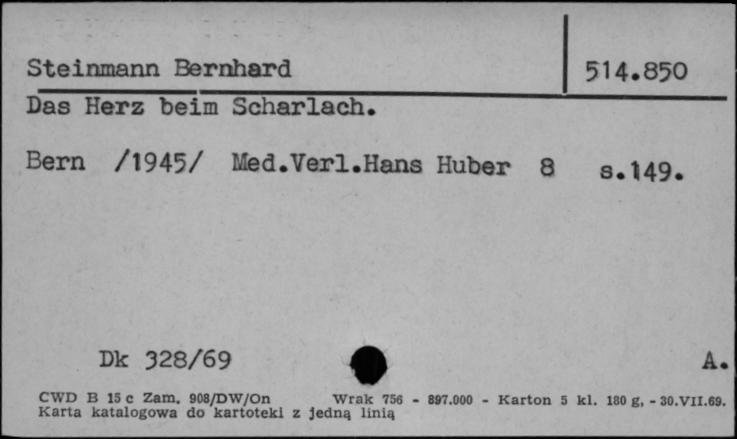 Steinmann Bernhard 514.850
Das Herz beim Scharlach.
Bern /1945/ Med.Verl.Hans Huber 8 s.149.
Dk 328/69 A.
CWD B 15 c Zam. 908/DW/On Wrak 756 - 897.000 - Karton 5 kl. 180 g, - 30.VII.69.
Karta katalogowa do kartoteki z jedną linią